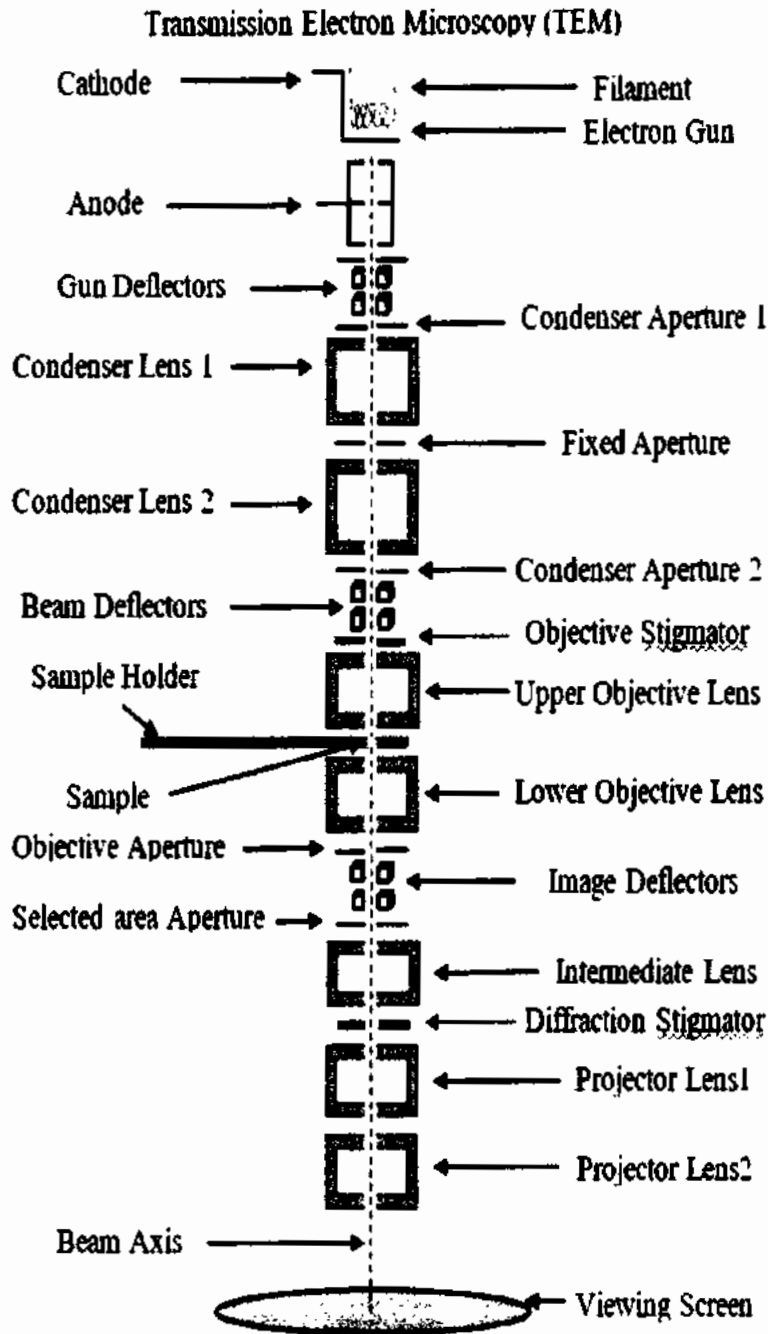 Transmission Electron Microscopy (TEM)
Cathode
Filament
Electron Gun
Anode
Gun Deflectors
Condenser Aperture 1
Condenser Lens 1
Fixed Aperture
Condenser Lens 2
Condenser Aperture 2
Beam Deflectors
Objective Stigmator
Sample Holder
Upper Objective Lens
Sample
Lower Objective Lens
Objective Aperture
Image Deflectors
Selected area Aperture
Intermediate Lens
Diffraction Stigmator
Projector Lens1
Projector Lens2
Beam Axis
Viewing Screen